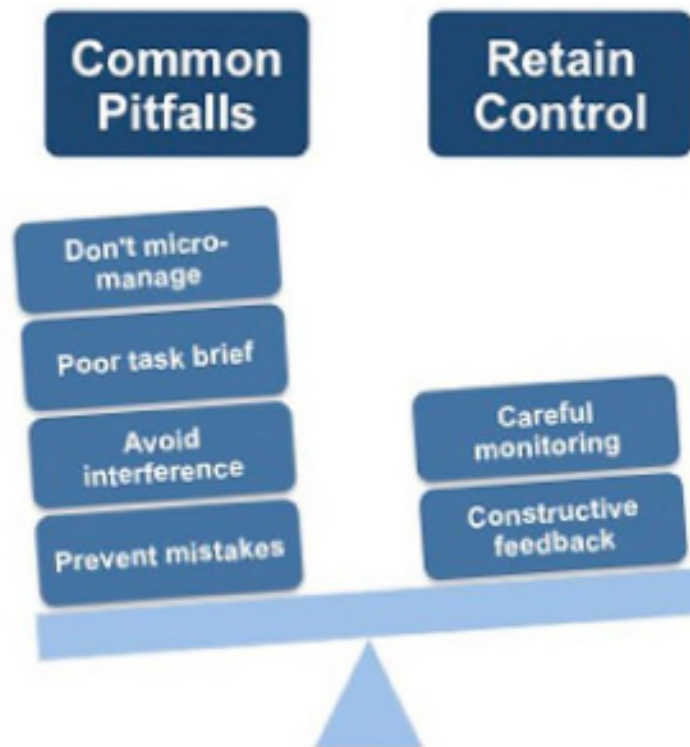 Common
Pitfalls
Retain
Control
Don't micro-
manage
Poor task brief
Avoid
interference
Prevent mistakes
Careful
monitoring
Constructive
feedback